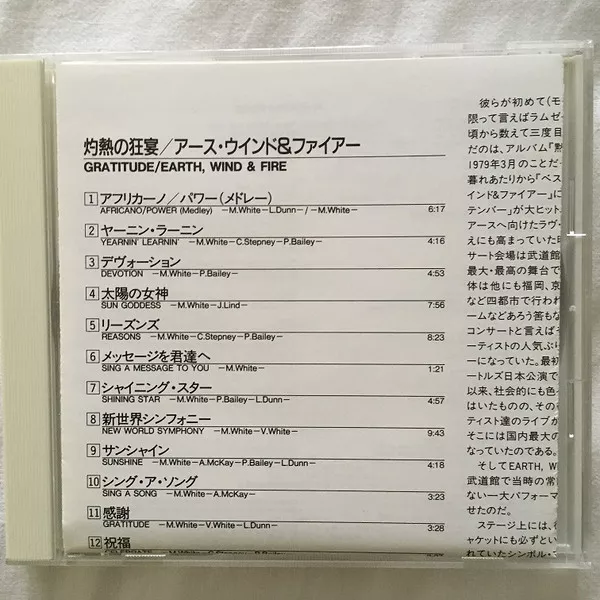 灼熱の狂宴/アース・ウインド&ファイアー
GRATITUDE/EARTH, WIND & FIRE
1 アフリカーノ/パワー(メドレー)
AFRICANO/POWER (Medley) –M.White–L.Dunn–/–M.White– 6:17
2 ヤーニン・ラーニン
YEARNIN' LEARNIN' –M.White–C.Stepney–P.Bailey– 4:16
3 デヴォーション
DEVOTION –M.White–P.Bailey– 4:53
4 太陽の女神
SUN GODDESS –M.White–J.Lind– 7:56
5 リーズンズ
REASONS –M.White–C.Stepney–P.Bailey– 8:23
6 メッセージを君達へ
SING A MESSAGE TO YOU –M.White– 1:21
7 シャイニング・スター
SHINING STAR –M.White–P.Bailey–L.Dunn– 4:57
8 新世界シンフォニー
NEW WORLD SYMPHONY –M.White–V.White– 9:43
9 サンシャイン
SUNSHINE –M.White–A.McKay–P.Bailey–L.Dunn– 4:18
10 シング・ア・ソング
SING A SONG –M.White–A.McKay– 3:23
11 感謝
GRATITUDE –M.White–V.White–L.Dunn– 3:28
12 祝福
彼らが初めて(モ
限って言えばラムゼ
頃から数えて三度目
だのは、アルバム『黙
1979年3月のことだ
暮れあたりから『ベス
インド&ファイアー』に
テンバー」が大ヒット
アースへ向けたラヴ
えにも高まっていた
サート会場は武道館
最大・最高の舞台で
体は他にも福岡、京
など四都市で行われ
ームなどあろう答もな
コンサートと言えば
ーティストの人気ぶり
ーになっていた。最初
ートルズ日本公演で
以来、社会的にも色
はいたものの、その
ティスト達のライブが
そこには国内最大の
なっていたのである。
そしてEARTH, W
武道館で当時の常
ない一大パフォーマ
せたのだ。
ステージ上には、
ャケットにも必ずとい
れていたシンボル・